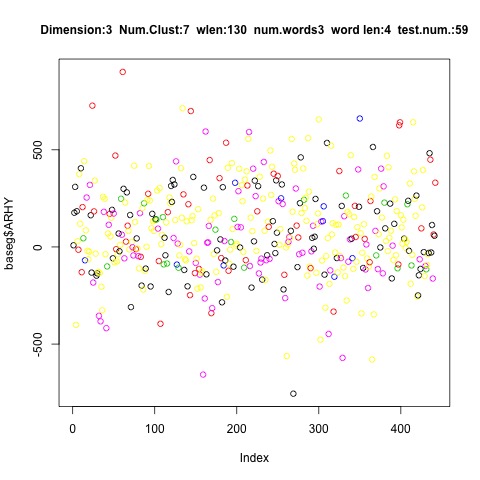 Dimension:3 Num.Clust:7 wlen:130 num.words3 word len:4 test.num.:59
500
0
-500
baseg$ARHY
0 100 200 300 400
Index